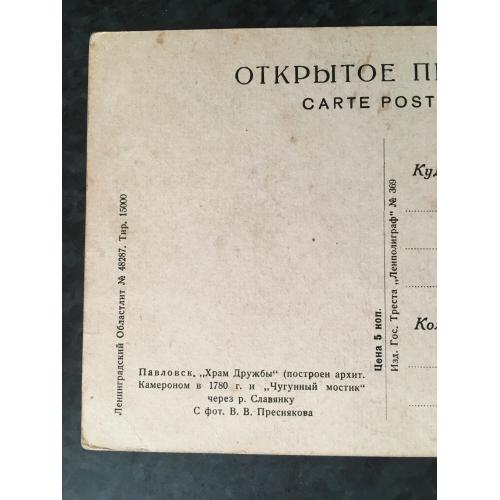 ОТКРЫТОЕ П
CARTE POST
Ленинградский Областлит № 48287. Тир. 15000
Павловск. „Храм Дружбы" (построен архит.
Камероном в 1780 г. и „Чугунный мостик"
через р. Славянку
С фот. В. В. Преснякова
Цена 5 коп.
Изд. Гос. Треста „Ленполиграф" № 369
Куд
Ко